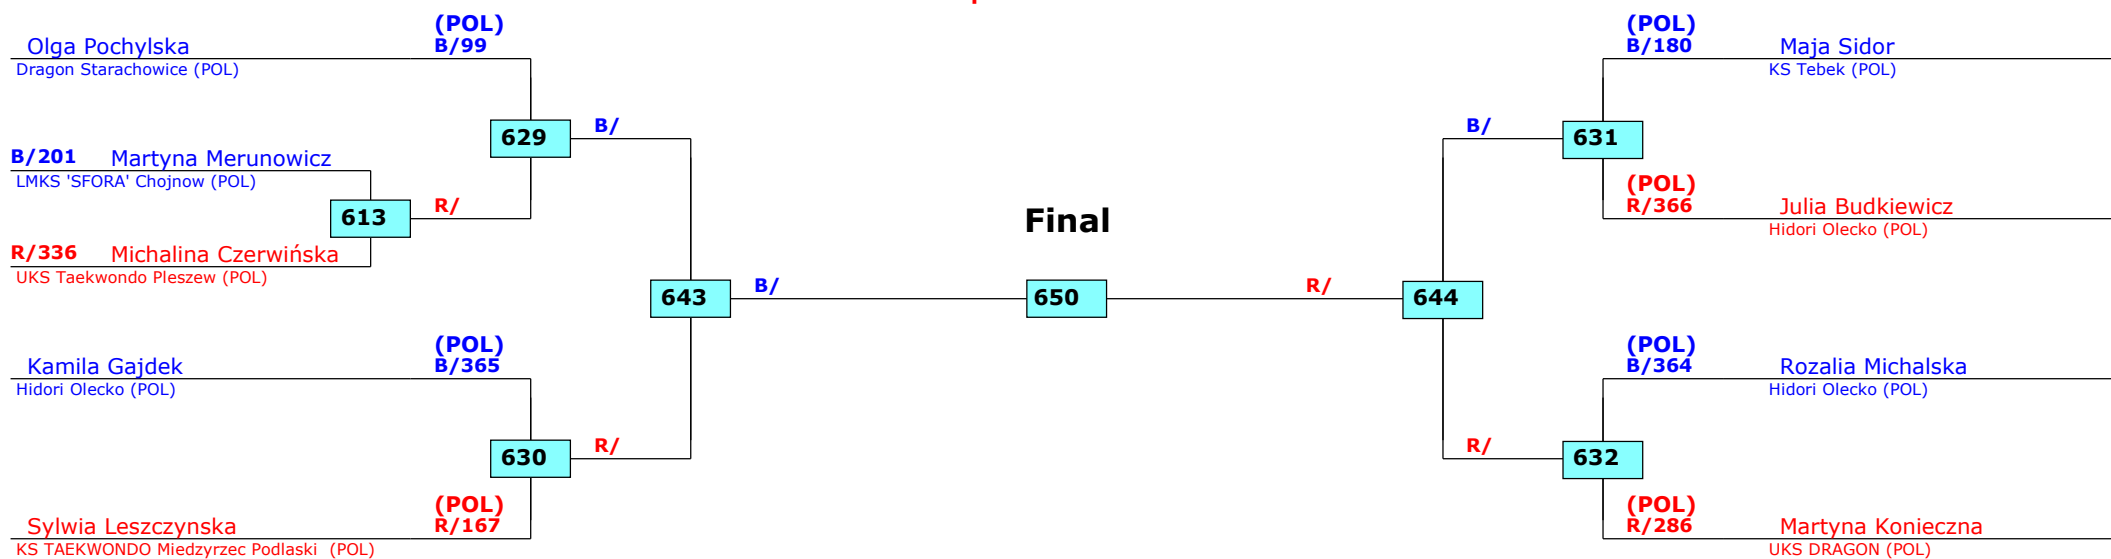 (POL)
Olga Pochylska B/99
Dragon Starachowice (POL)
629
B/
B/201 Martyna Merunowicz
LMKS 'SFORA' Chojnow (POL)
613
R/
R/336 Michalina Czerwińska
UKS Taekwondo Pleszew (POL)
643
B/
(POL)
Kamila Gajdek B/365
Hidori Olecko (POL)
630
R/
(POL)
Sylwia Leszczynska R/167
KS TAEKWONDO Miedzyrzec Podlaski (POL)
Final
650
(POL)
B/180 Maja Sidor
KS Tebek (POL)
B/
631
(POL)
R/366 Julia Budkiewicz
Hidori Olecko (POL)
R/
644
(POL)
B/364 Rozalia Michalska
Hidori Olecko (POL)
R/
632
(POL)
R/286 Martyna Konieczna
UKS DRAGON (POL)